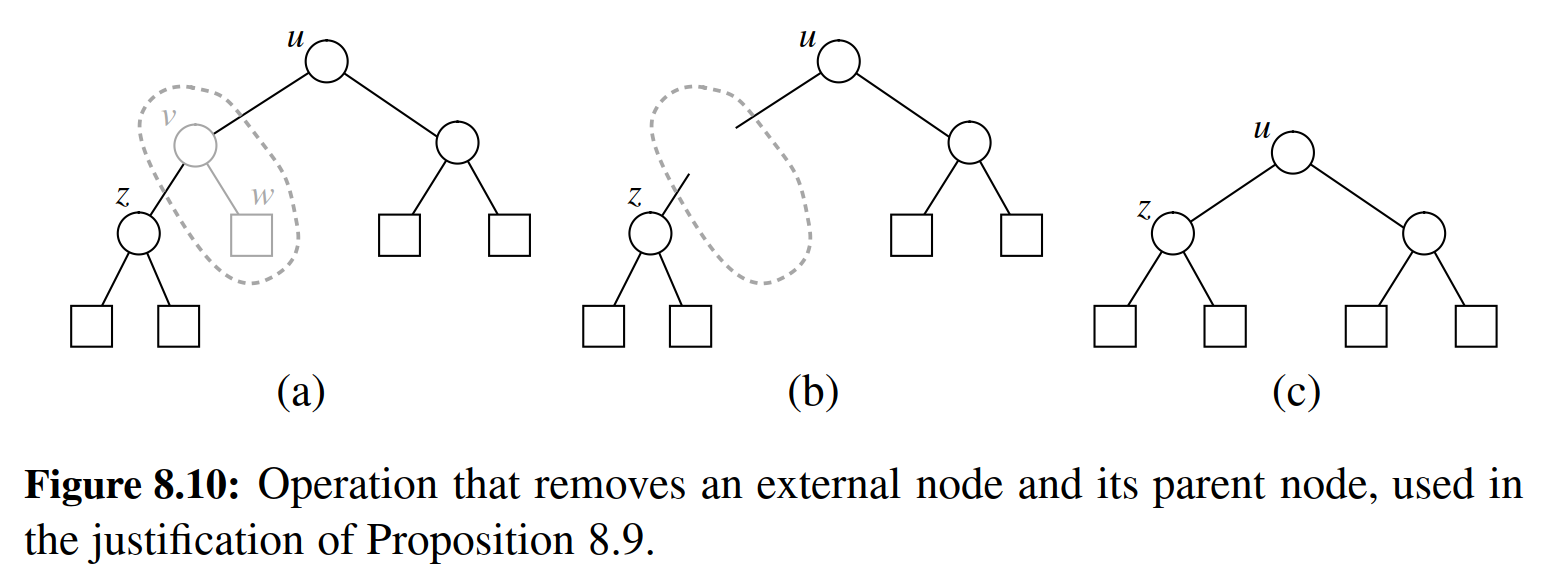 u
v
z
w
(a)
u
z
(b)
u
z
(c)
Figure 8.10: Operation that removes an external node and its parent node, used in
the justification of Proposition 8.9.